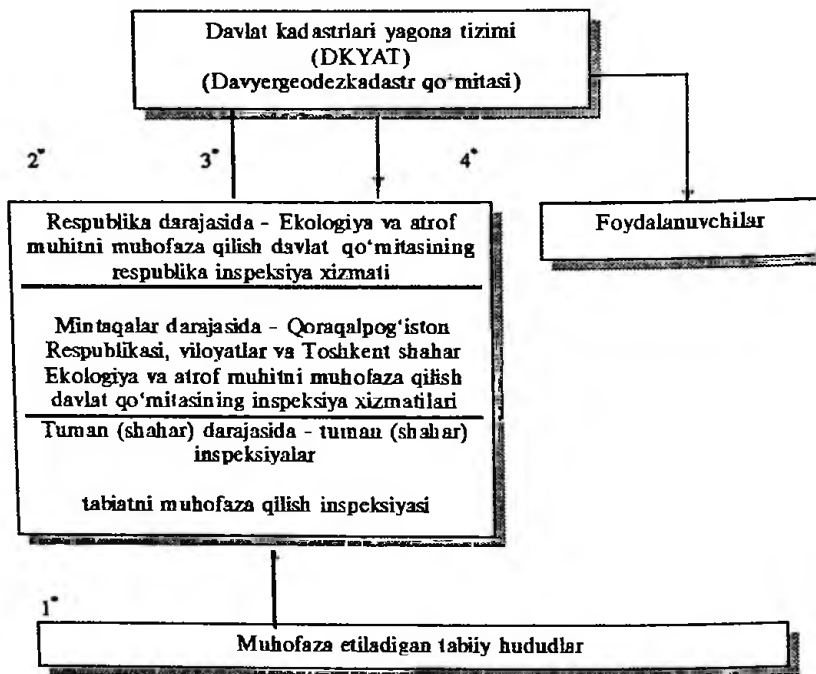 Davlat kadastrlari yagona tizimi
(DKYAT)
(Davyergeodezkadastr qo‘mitasi)
2*
3*
4*
Respublika darajasida - Ekologiya va atrof
muhitni muhofaza qilish davlat qo‘mitasining
respublika inspeksiya xizmati
Foydalanuvchilar
Mintaqalar darajasida - Qoraqalpog‘iston
Respublikasi, viloyatlar va Toshkent shahar
Ekologiya va atrof muhitni muhofaza qilish
davlat qo‘mitasining inspeksiya xizmatilari
Tuman (shahar) darajasida - tuman (shahar)
inspeksiyalar
tabiatni muhofaza qilish inspeksiyasi
1*
Muhofaza etiladigan tabiiy hududlar